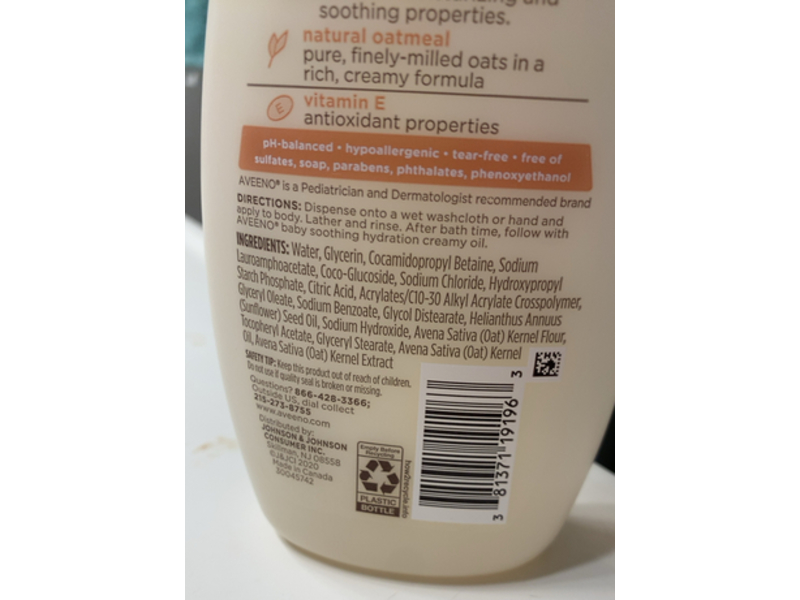 and
soothing properties.
natural oatmeal
pure, finely-milled oats in a
rich, creamy formula
E
vitamin E
antioxidant properties
pH-balanced • hypoallergenic • tear-free • free of
sulfates, soap, parabens, phthalates, phenoxyethanol
AVEENO® is a Pediatrician and Dermatologist recommended brand
DIRECTIONS: Dispense onto a wet washcloth or hand and
apply to body. Lather and rinse. After bath time, follow with
AVEENO® baby soothing hydration creamy oil.
INGREDIENTS: Water, Glycerin, Cocamidopropyl Betaine, Sodium
Lauroamphoacetate, Coco-Glucoside, Sodium Chloride, Hydroxypropyl
Starch Phosphate, Citric Acid, Acrylates/C10-30 Alkyl Acrylate Crosspolymer,
Glyceryl Oleate, Sodium Benzoate, Glycol Distearate, Helianthus Annuus
(Sunflower) Seed Oil, Sodium Hydroxide, Avena Sativa (Oat) Kernel Flour,
Tocopheryl Acetate, Glyceryl Stearate, Avena Sativa (Oat) Kernel
Oil, Avena Sativa (Oat) Kernel Extract
SAFETY TIP: Keep this product out of reach of children.
Do not use if quality seal is broken or missing.
Questions? 866-428-3366;
Outside US, dial collect
215-273-8755
www.aveeno.com
Distributed by:
JOHNSON & JOHNSON
CONSUMER INC.
Skillman, NJ 08558
©J&JCI 2020
Made in Canada
30045742
Empty Before
Recycling
PLASTIC
BOTTLE
how2recycle.info
3 81371 19196 3